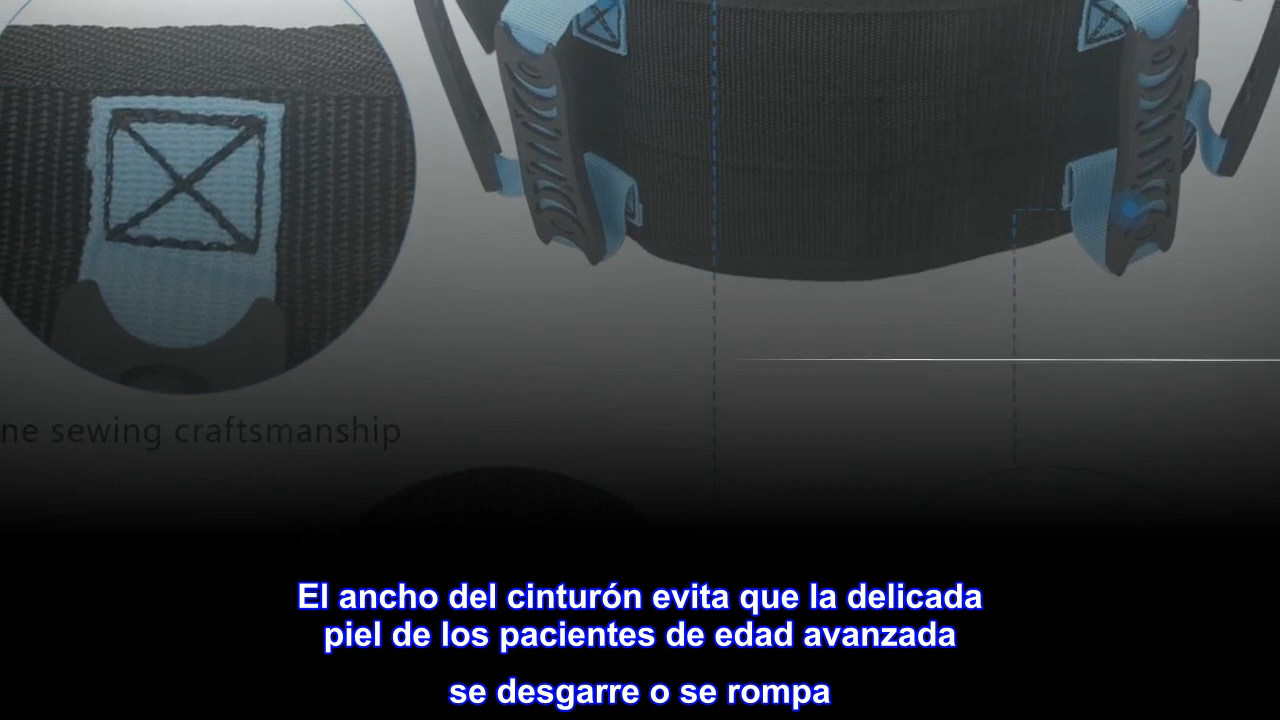 ne sewing craftsmanship
El ancho del cinturón evita que la delicada
piel de los pacientes de edad avanzada
se desgarre o se rompa